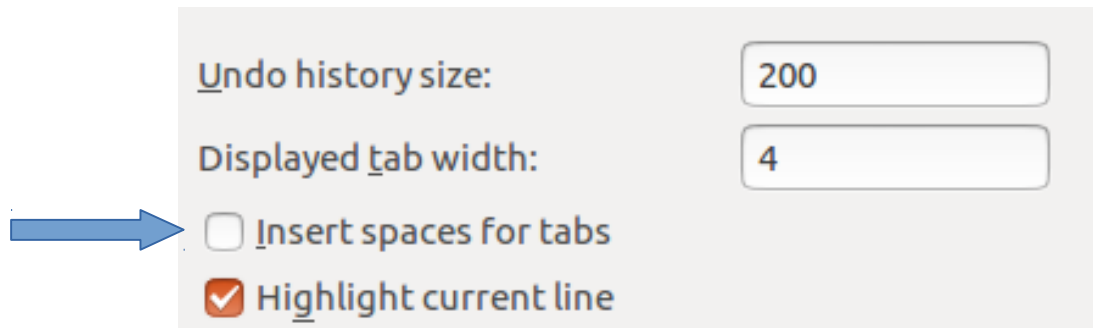 Undo history size: 200
Displayed tab width: 4
Insert spaces for tabs
Highlight current line